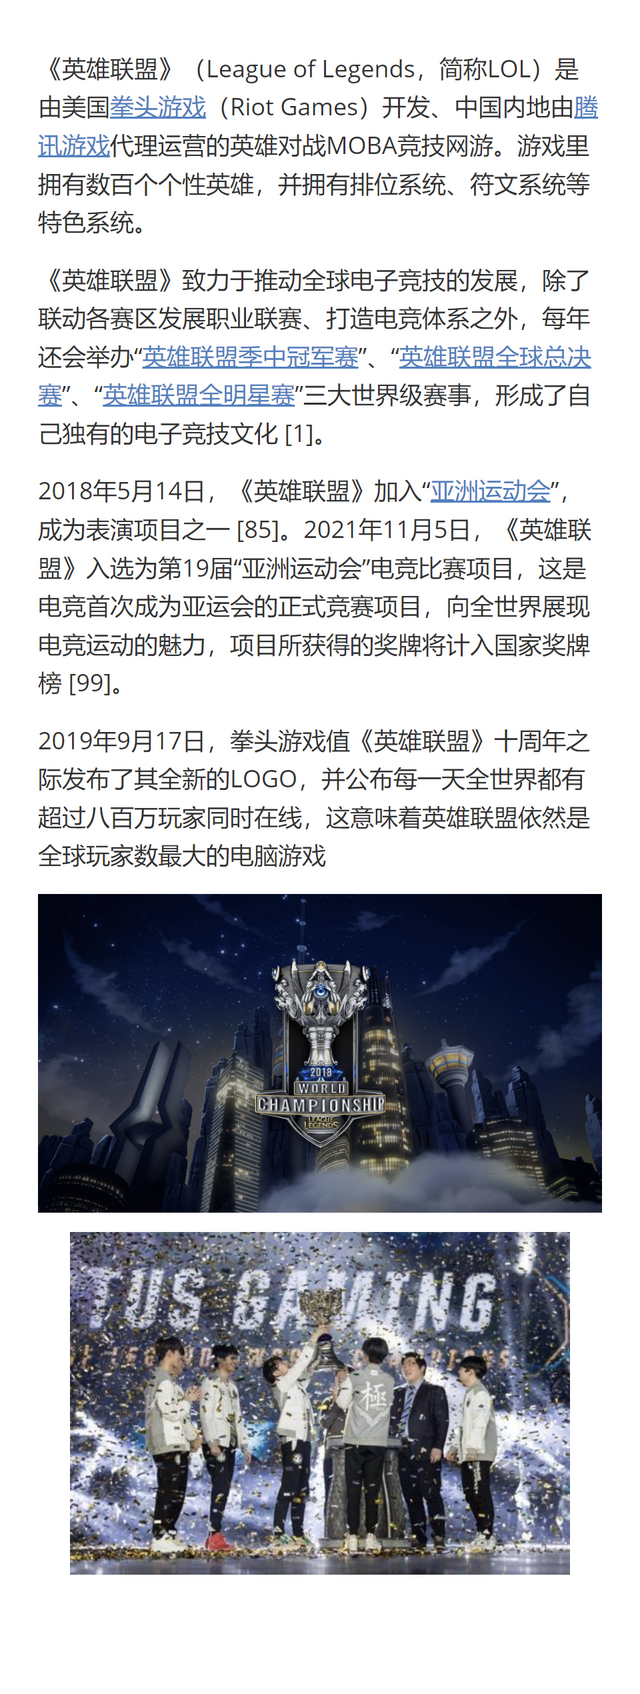 《英雄联盟》（League of Legends，简称LOL）是
由美国拳头游戏（Riot Games）开发、中国内地由腾
讯游戏代理运营的英雄对战MOBA竞技网游。游戏里
拥有数百个个性英雄，并拥有排位系统、符文系统等
特色系统。
《英雄联盟》致力于推动全球电子竞技的发展，除了
联动各赛区发展职业联赛、打造电竞体系之外，每年
还会举办“英雄联盟季中冠军赛”、“英雄联盟全球总决
赛”、“英雄联盟全明星赛”三大世界级赛事，形成了自
己独有的电子竞技文化 [1]。
2018年5月14日，《英雄联盟》加入“亚洲运动会”，
成为表演项目之一 [85]。2021年11月5日，《英雄联
盟》入选为第19届“亚洲运动会”电竞比赛项目，这是
电竞首次成为亚运会的正式竞赛项目，向全世界展现
电竞运动的魅力，项目所获得的奖牌将计入国家奖牌
榜 [99]。
2019年9月17日，拳头游戏值《英雄联盟》十周年之
际发布了其全新的LOGO，并公布每一天全世界都有
超过八百万玩家同时在线，这意味着英雄联盟依然是
全球玩家数最大的电脑游戏
2018
WORLD
CHAMPIONSHIP
LEAGUE
LEGENDS
TUS GAMING
極